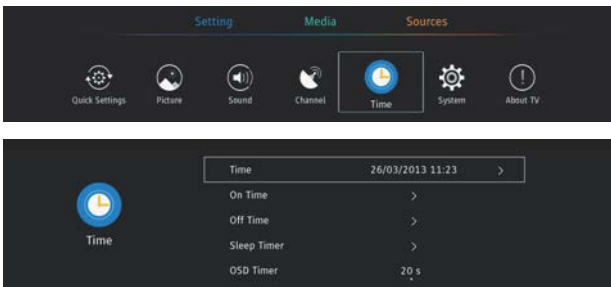 Setting Media Sources
Quick Settings Picture Sound Channel Time System About TV
Time 26/03/2013 11:23 >
On Time >
Off Time >
Time
Sleep Timer >
OSD Timer 20 s